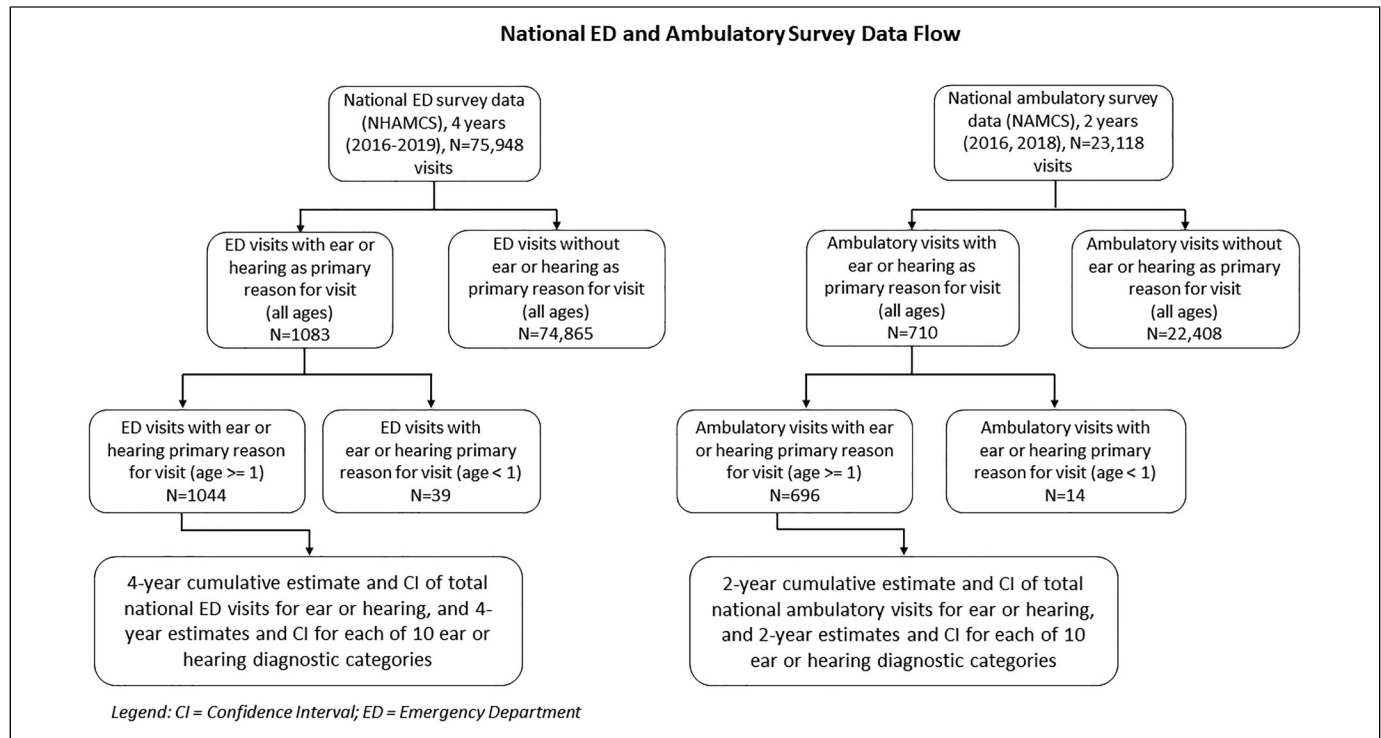 National ED and Ambulatory Survey Data Flow
National ED survey data
(NHAMCS), 4 years
(2016-2019), N=75,948
visits
National ambulatory survey
data (NAMCS), 2 years
(2016, 2018), N=23,118
visits
ED visits with ear or
hearing as primary
reason for visit
(all ages)
N=1083
ED visits without
ear or hearing as
primary reason for visit
(all ages)
N=74,865
Ambulatory visits with
ear or hearing as
primary reason for visit
(all ages)
N=710
Ambulatory visits without
ear or hearing as primary
reason for visit
(all ages)
N=22,408
ED visits with ear or
hearing primary reason
for visit (age >= 1)
N=1044
ED visits with
ear or hearing primary
reason for visit (age < 1)
N=39
Ambulatory visits with ear
or hearing primary reason
for visit (age >= 1)
N=696
Ambulatory visits with
ear or hearing primary
reason for visit (age < 1)
N=14
4-year cumulative estimate and CI of total
national ED visits for ear or hearing, and 4-
year estimates and CI for each of 10 ear or
hearing diagnostic categories
2-year cumulative estimate and CI of total
national ambulatory visits for ear or hearing,
and 2-year estimates and CI for each of 10
ear or hearing diagnostic categories
Legend: CI = Confidence Interval; ED = Emergency Department